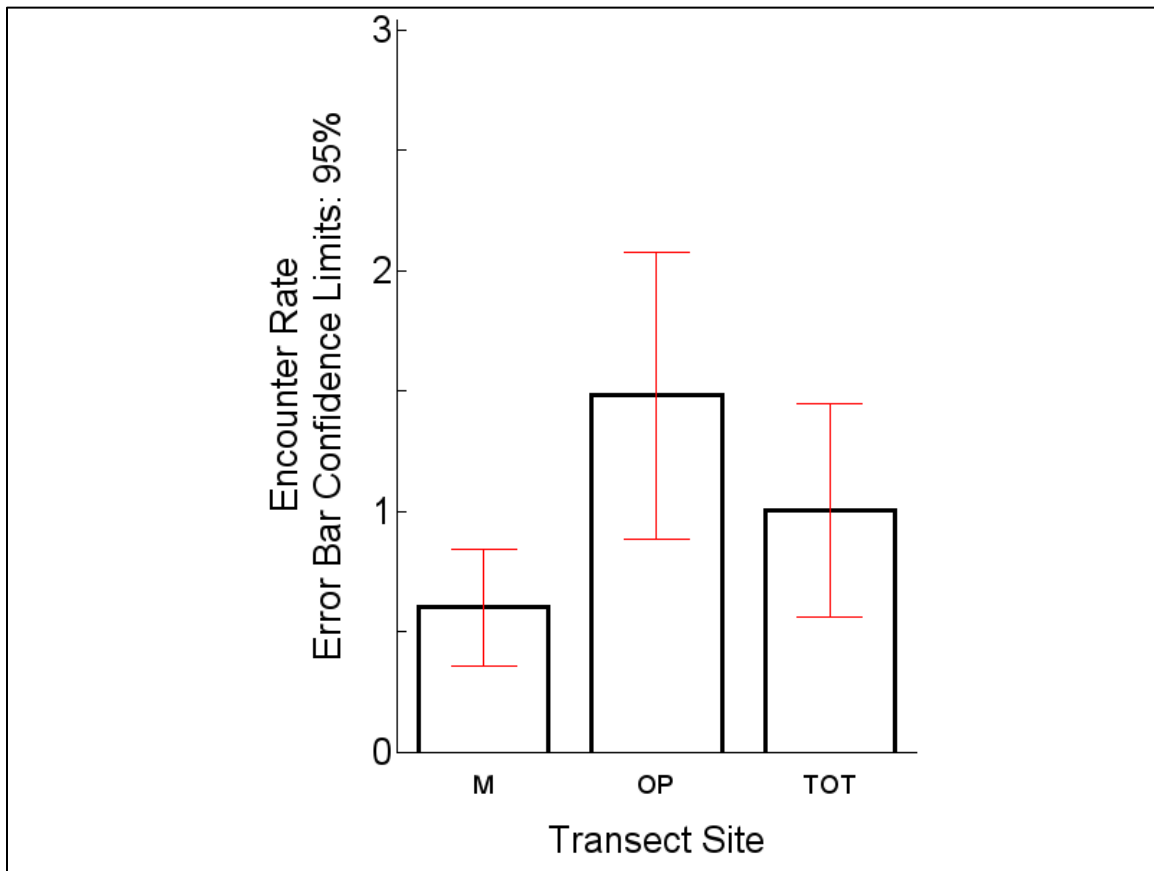 Encounter Rate
Error Bar Confidence Limits: 95%
3
2
1
0
M OP TOT
Transect Site